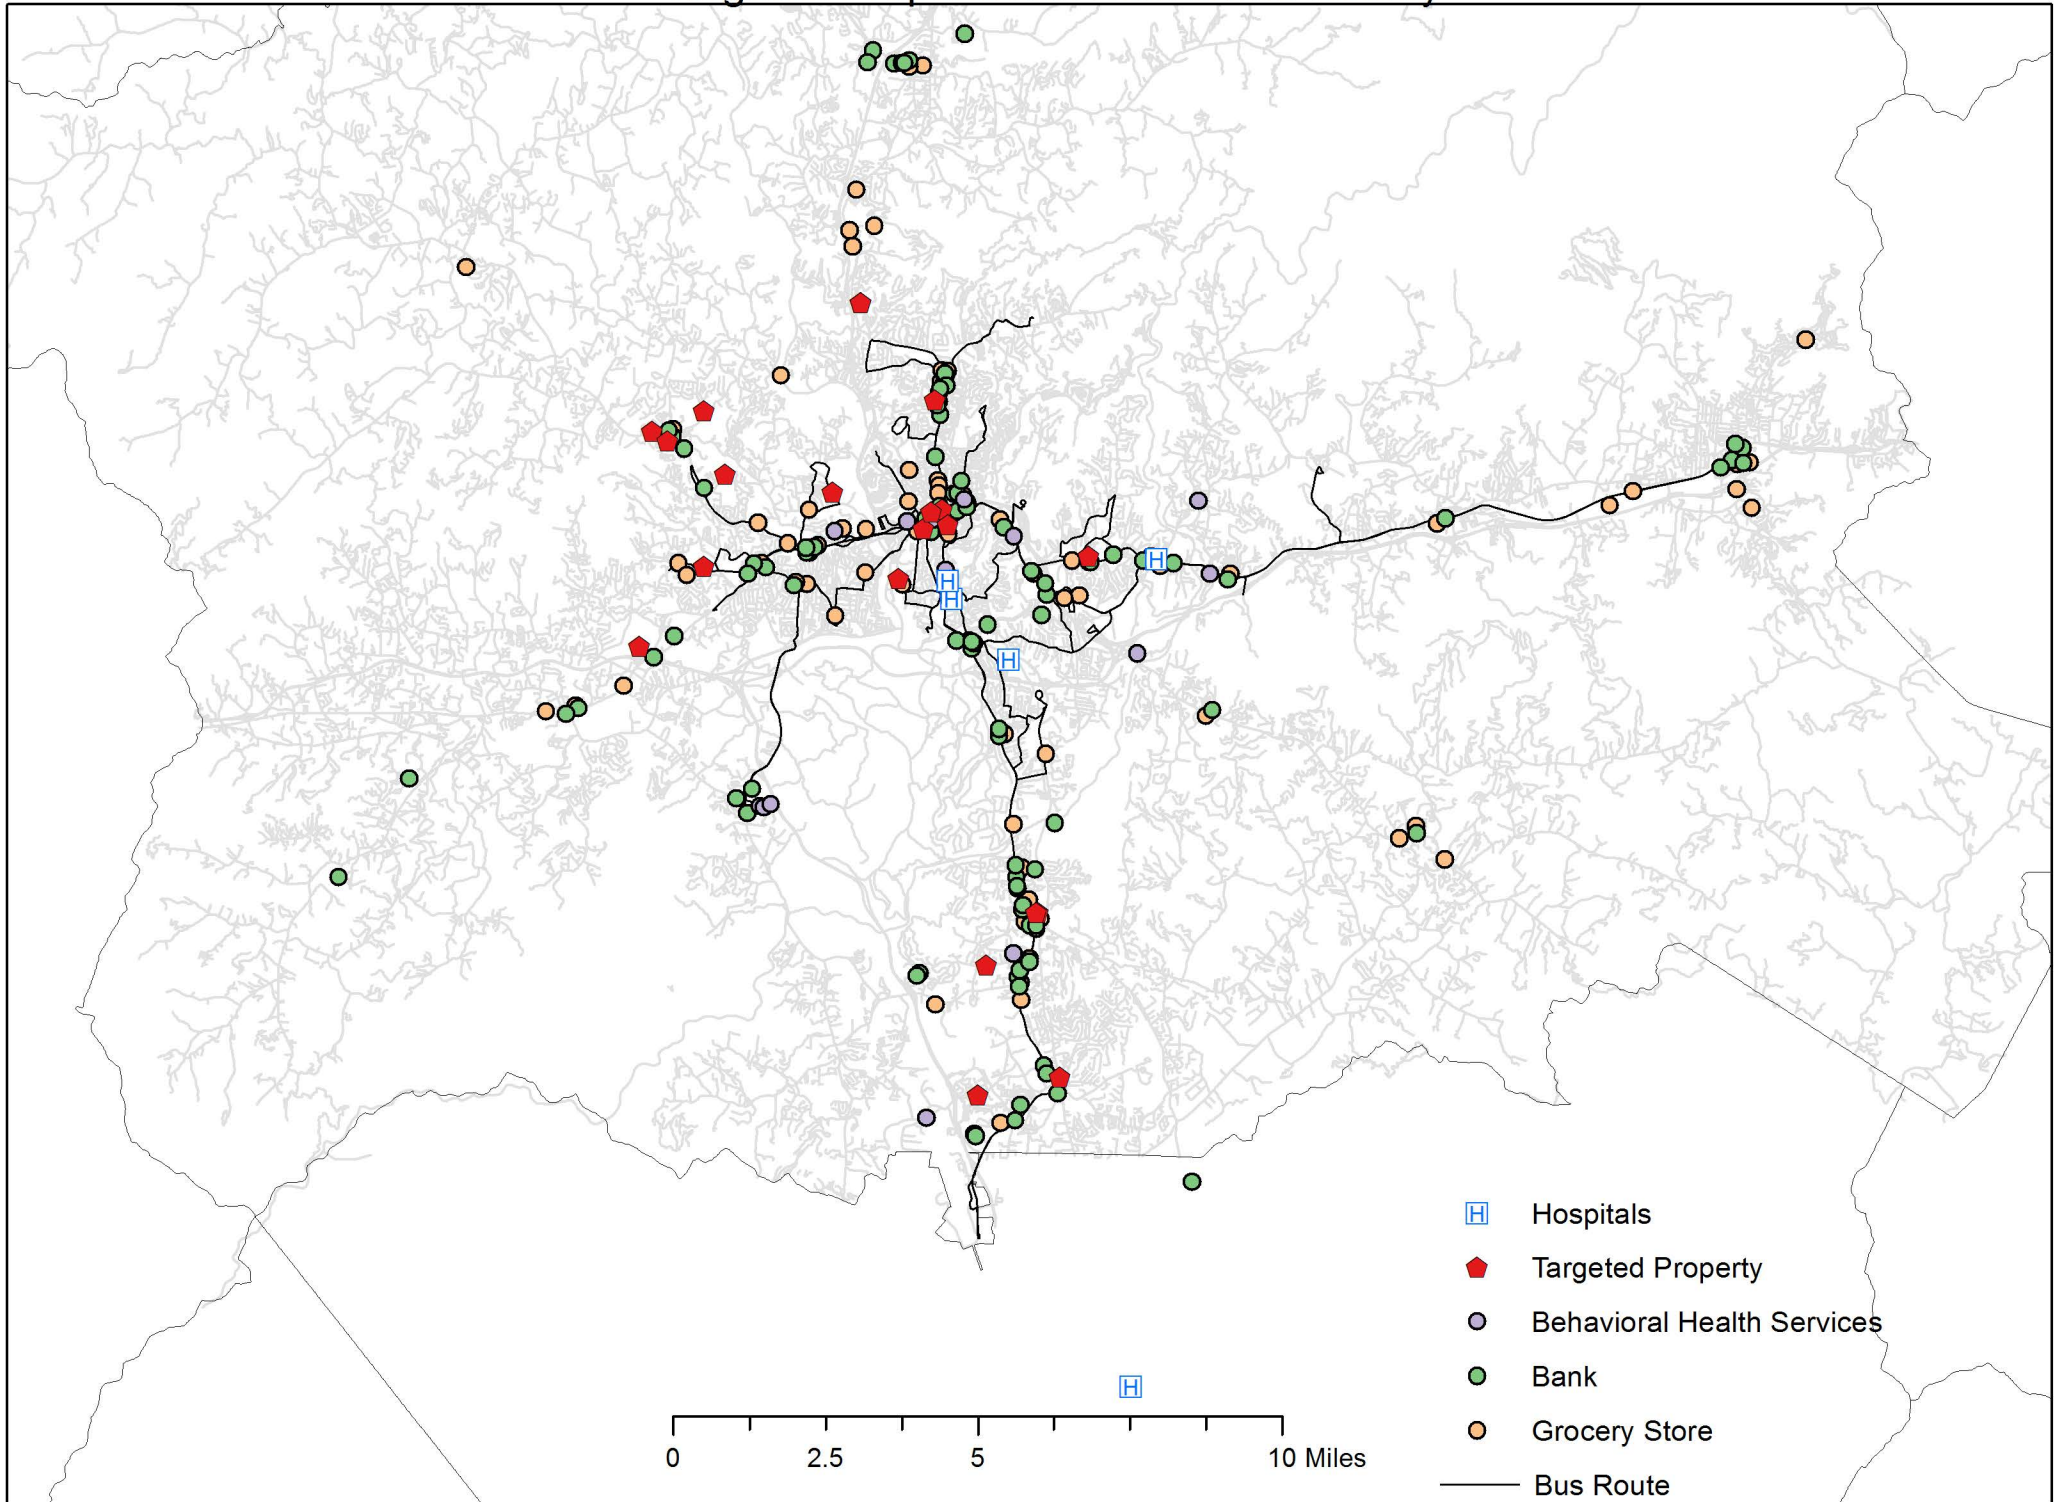 H
H
H
H
H Hospitals
Targeted Property
Behavioral Health Services
Bank
H
Grocery Store
0 2.5 5 10 Miles
Bus Route